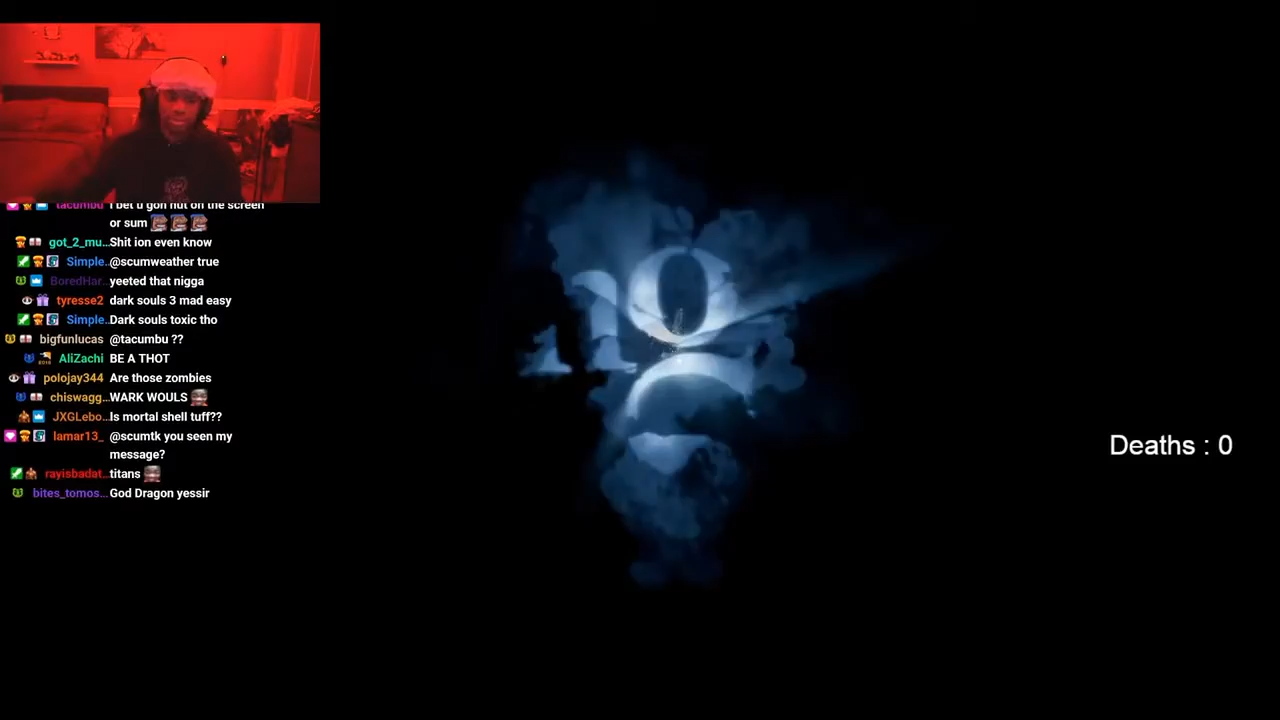 tacumbu I bet u gon nut on the screen
or sum
got_2_mu... Shit ion even know
Simple.. @scumweather true
BoredHar.. yeeted that nigga
tyresse2 dark souls 3 mad easy
Simple.. Dark souls toxic tho
bigfunlucas @tacumbu ??
AliZachi BE A THOT
polojay344 Are those zombies
chiswagg... WARK WOULS
JXGLebo... Is mortal shell tuff??
lamar13_ @scumtk you seen my
message?
rayisbadat.. titans
bites_tomos... God Dragon yessir
Deaths : 0